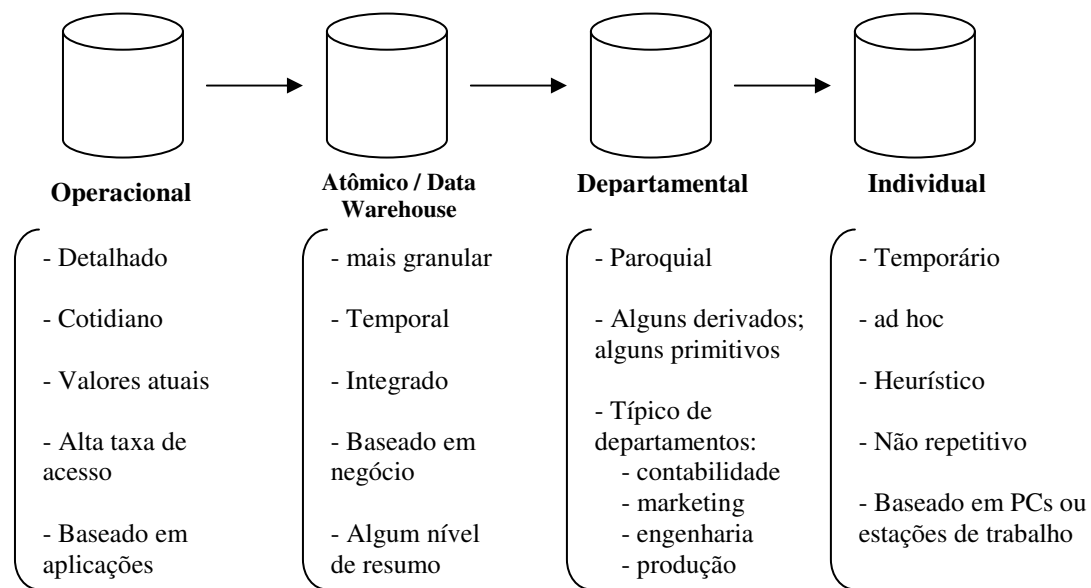 Operacional
- Detalhado
- Cotidiano
- Valores atuais
- Alta taxa de
acesso
- Baseado em
aplicações
Atômico / Data
Warehouse
- mais granular
- Temporal
- Integrado
- Baseado em
negócio
- Algum nível
de resumo
Departamental
- Paroquial
- Alguns derivados;
alguns primitivos
- Típico de
departamentos:
- contabilidade
- marketing
- engenharia
- produção
Individual
- Temporário
- ad hoc
- Heurístico
- Não repetitivo
- Baseado em PCs ou
estações de trabalho